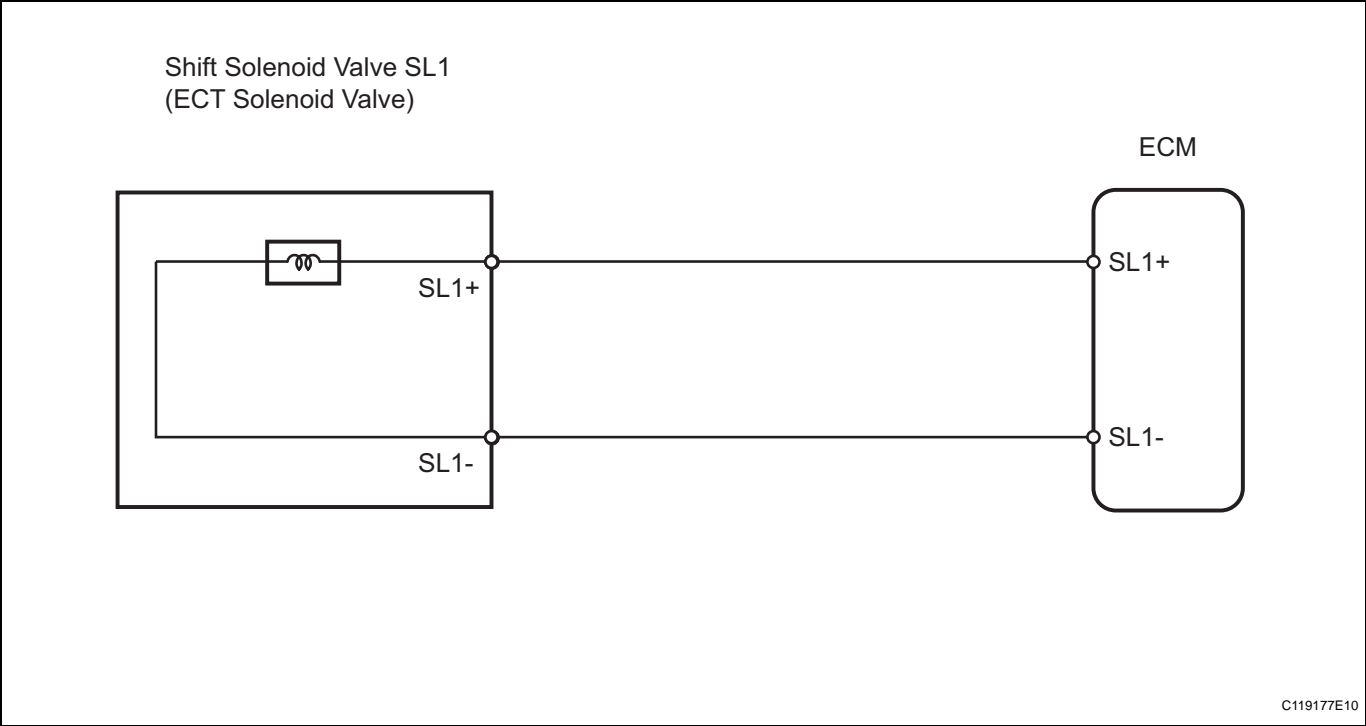 Shift Solenoid Valve SL1
(ECT Solenoid Valve)
ECM
SL1+
SL1+
SL1-
SL1-
C119177E10